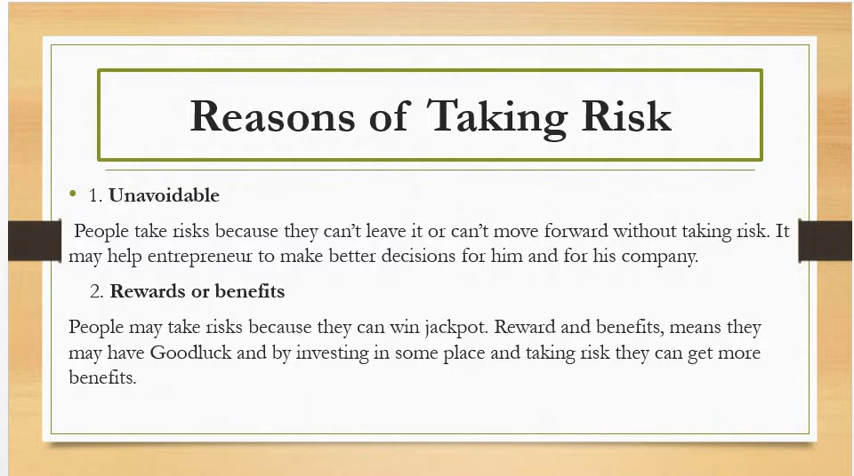 Reasons of Taking Risk
• 1. Unavoidable
People take risks because they can’t leave it or can’t move forward without taking risk. It
may help entrepreneur to make better decisions for him and for his company.
2. Rewards or benefits
People may take risks because they can win jackpot. Reward and benefits, means they
may have Goodluck and by investing in some place and taking risk they can get more
benefits.